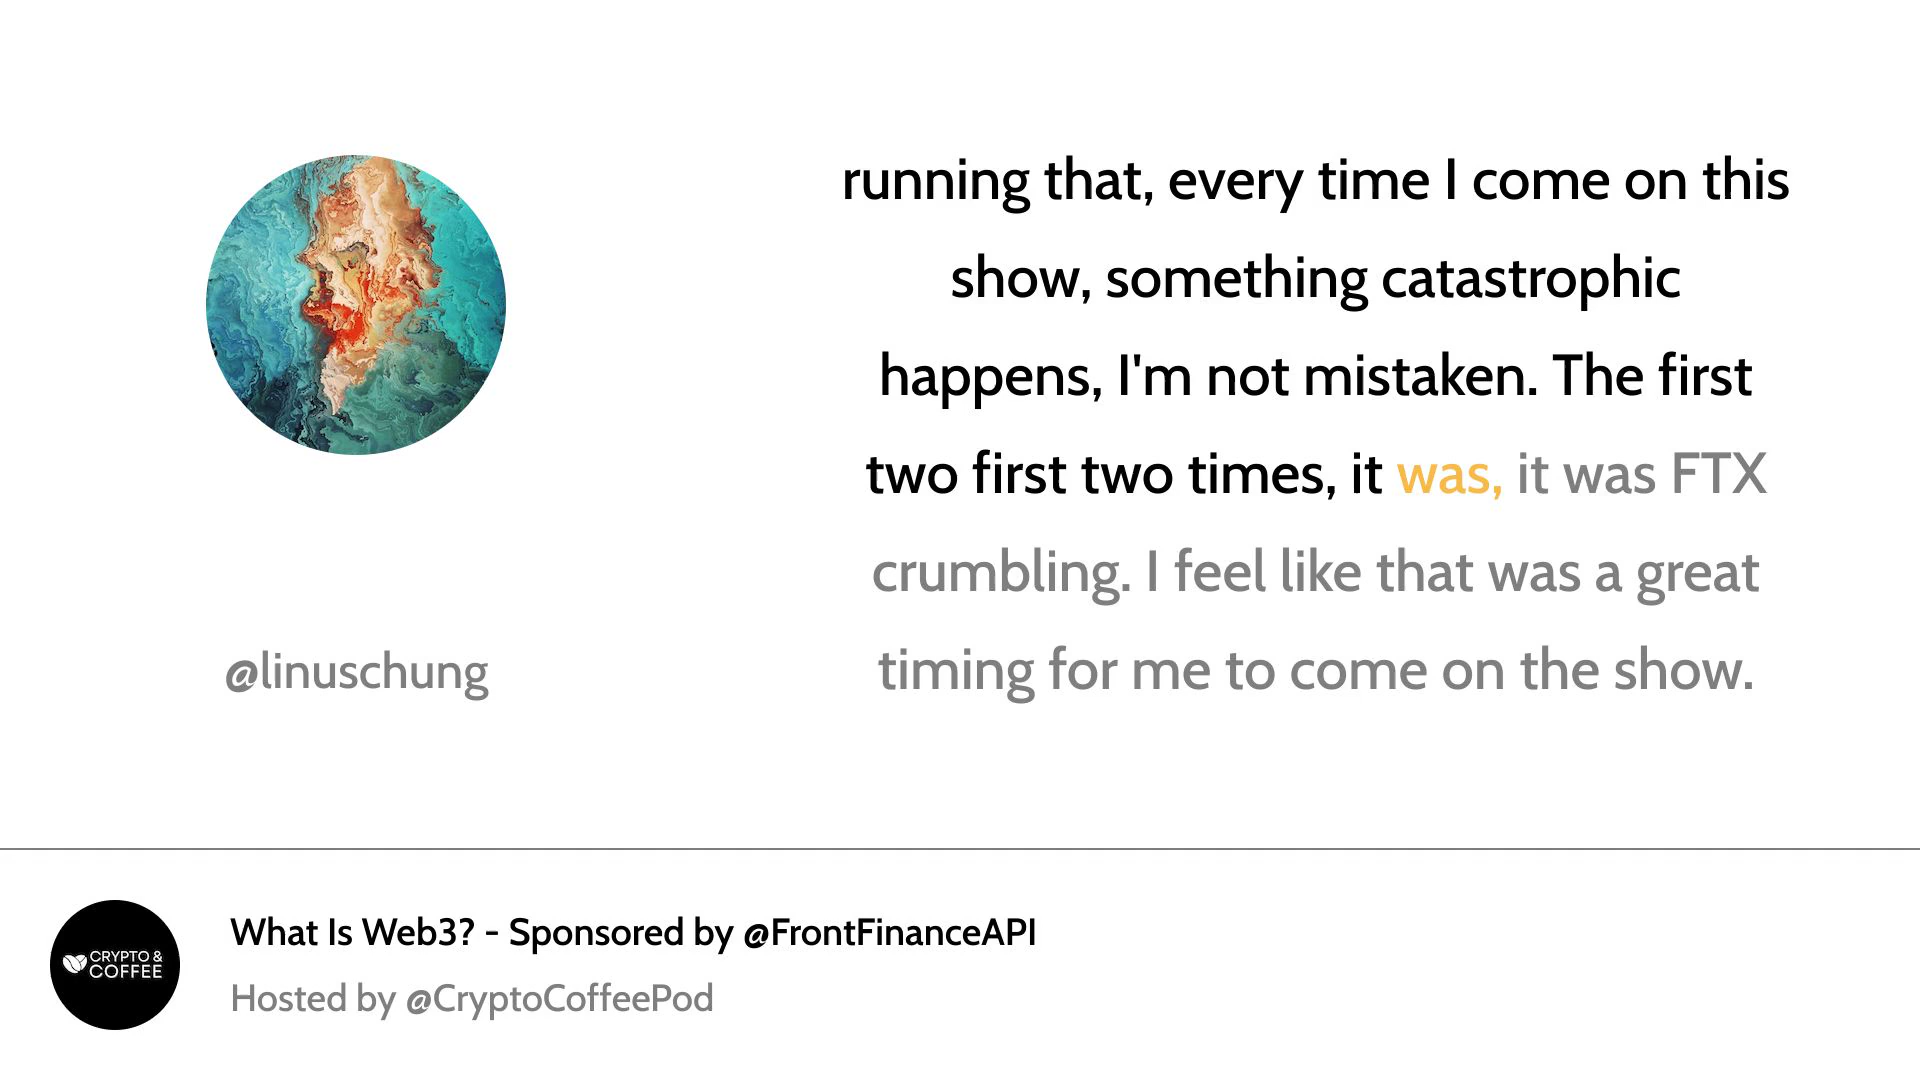 running that, every time I come on this
show, something catastrophic
happens, I'm not mistaken. The first
two first two times, it was, it was FTX
crumbling. I feel like that was a great
timing for me to come on the show.
@linuschung
CRYPTO &
COFFEE
What Is Web3? - Sponsored by @FrontFinanceAPI
Hosted by @CryptoCoffeePod